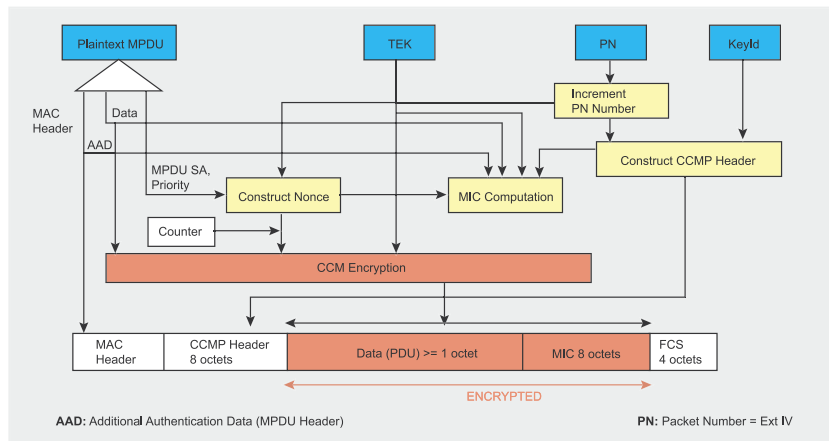 Plaintext MPDU
TEK
PN
KeyId
MAC
Header
Data
Increment
PN Number
AAD
MPDU SA,
Priority
Construct CCMP Header
Construct Nonce
MIC Computation
Counter
CCM Encryption
MAC
Header
CCMP Header
8 octets
Data (PDU) >= 1 octet
MIC 8 octets
FCS
4 octets
ENCRYPTED
AAD: Additional Authentication Data (MPDU Header)
PN: Packet Number = Ext IV